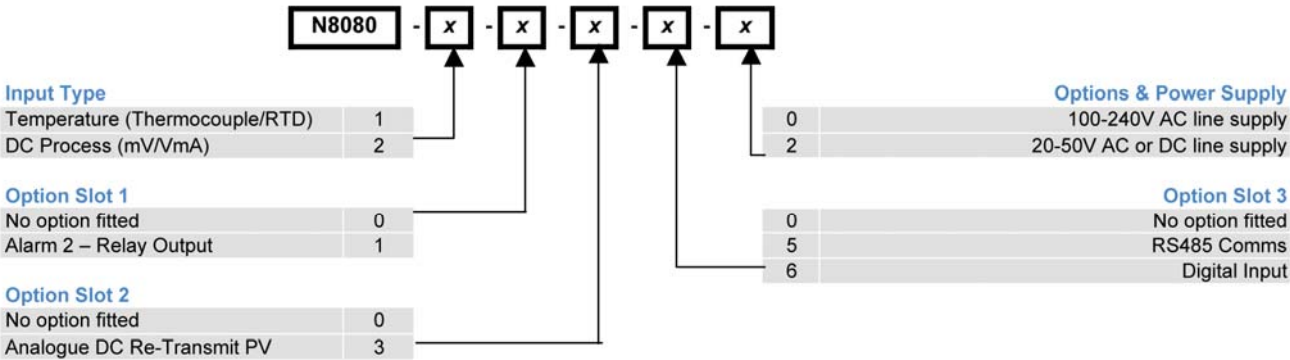 N8080 - x - x - x - x - x
Input Type
Temperature (Thermocouple/RTD) 1
DC Process (mV/VmA) 2
Option Slot 1
No option fitted 0
Alarm 2 – Relay Output 1
Option Slot 2
No option fitted 0
Analogue DC Re-Transmit PV 3
Options & Power Supply
0 100-240V AC line supply
2 20-50V AC or DC line supply
Option Slot 3
0 No option fitted
5 RS485 Comms
6 Digital Input